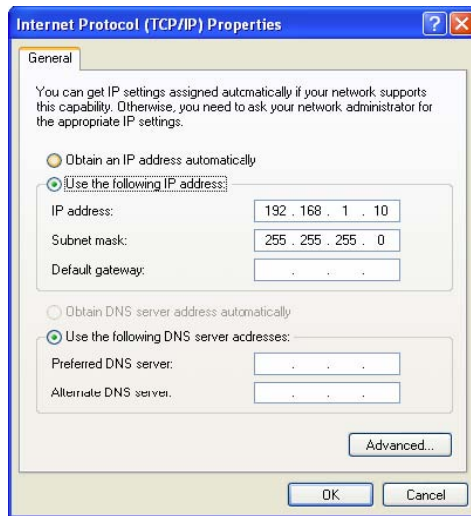 Internet Protocol (TCP/IP) Properties
General
You can get IP settings assigned automatically if your network supports
this capability. Otherwise, you need to ask your network administrator for
the appropriate IP settings.
Obtain an IP address automatically
Use the following IP address:
IP address: 192 . 168 . 1 . 10
Subnet mask: 255 . 255 . 255 . 0
Default gateway: . . .
Obtain DNS server address automatically
Use the following DNS server addresses:
Preferred DNS server: . . .
Alternate DNS server: . . .
Advanced...
OK Cancel